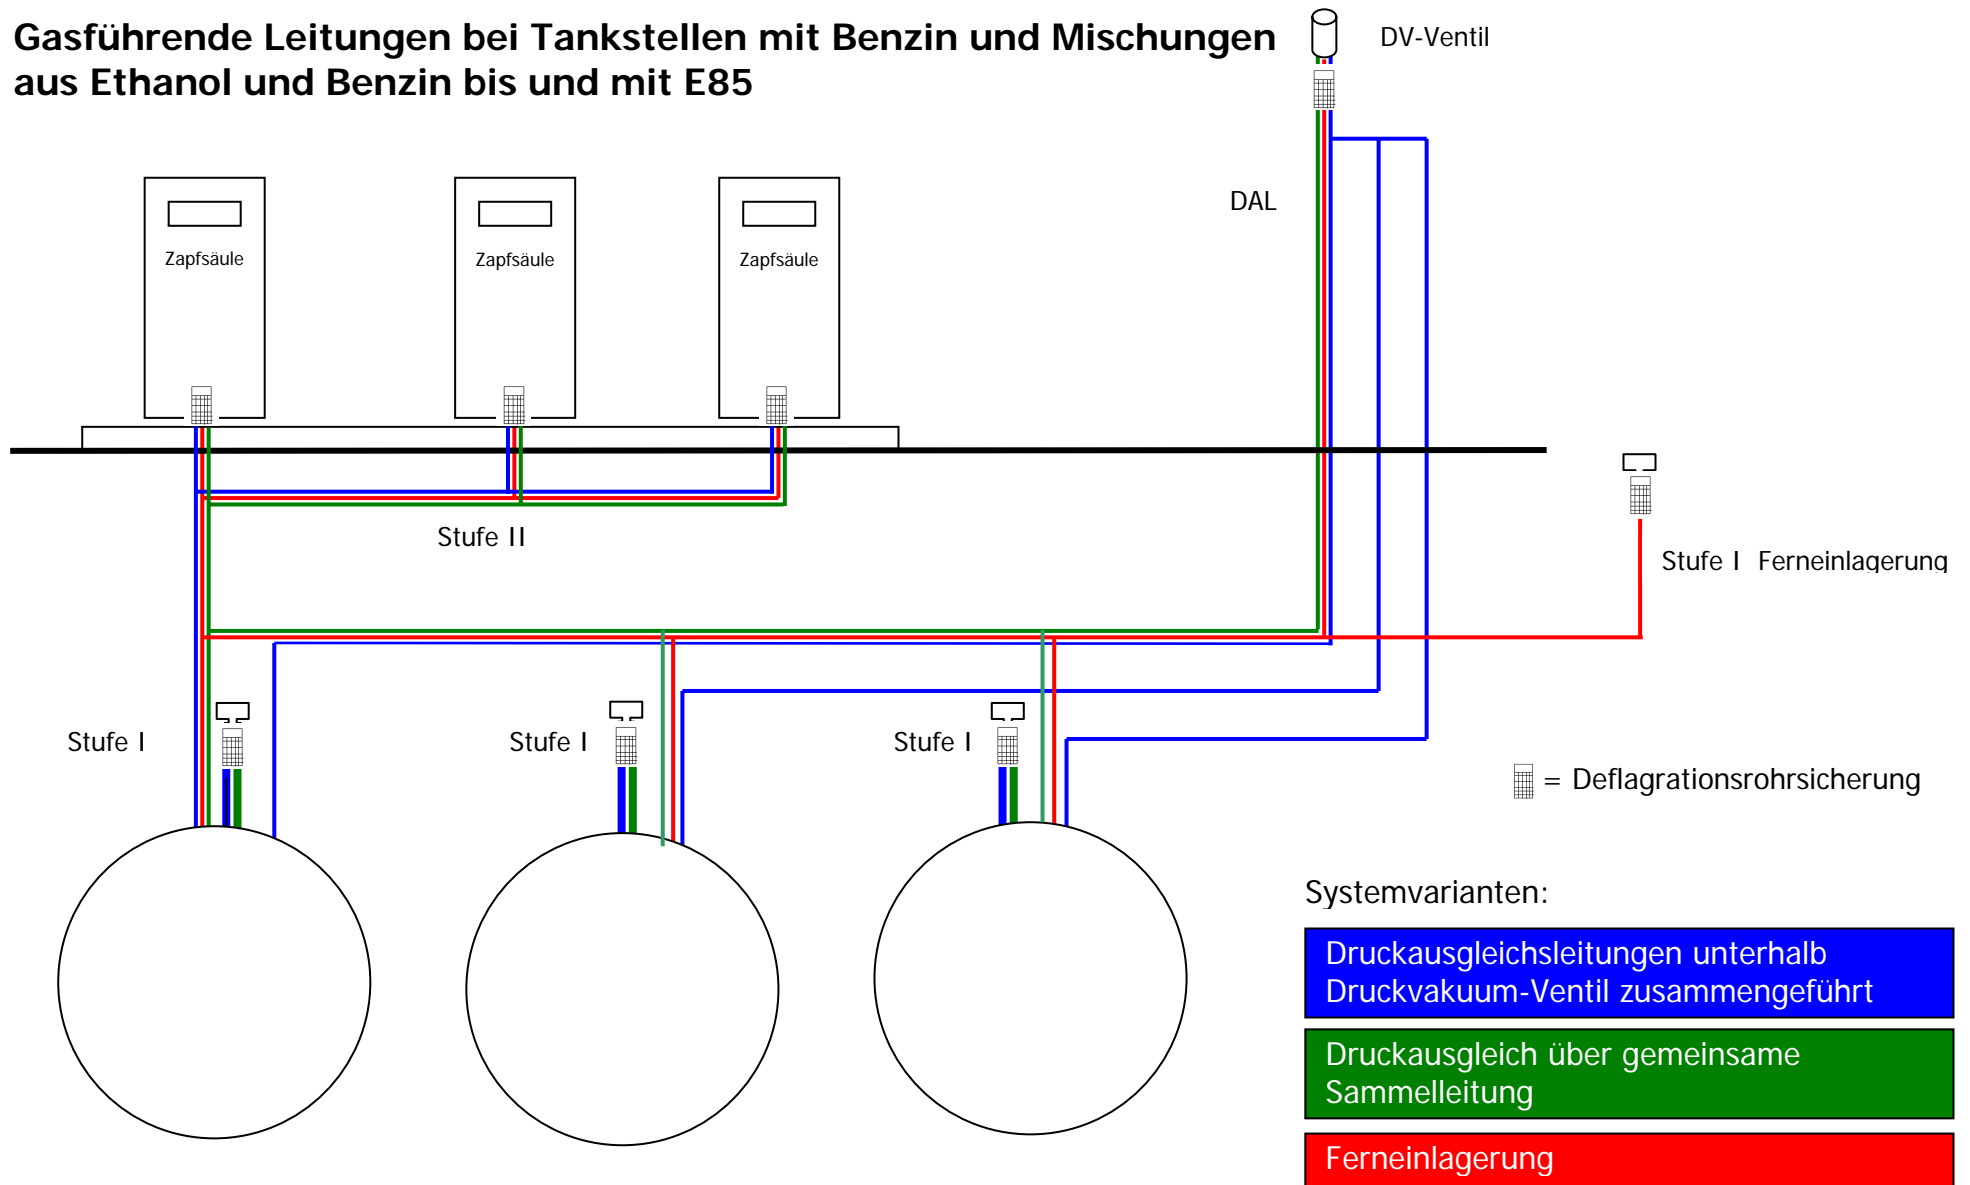 Gasführende Leitungen bei Tankstellen mit Benzin und Mischungen
aus Ethanol und Benzin bis und mit E85
DV-Ventil
DAL
Zapfsäule
Zapfsäule
Zapfsäule
Stufe II
Stufe I Ferneinlagerung
Stufe I
Stufe I
Stufe I
= Deflagrationsrohrsicherung
Systemvarianten:
Druckausgleichsleitungen unterhalb
Druckvakuum-Ventil zusammengeführt
Druckausgleich über gemeinsame
Sammelleitung
Ferneinlagerung